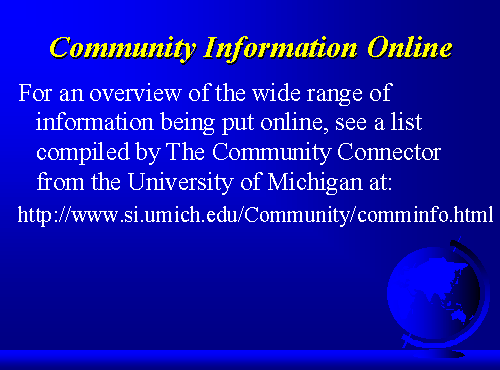 Community Information Online
For an overview of the wide range of
information being put online, see a list
compiled by The Community Connector
from the University of Michigan at:
http://www.si.umich.edu/Community/comminfo.html